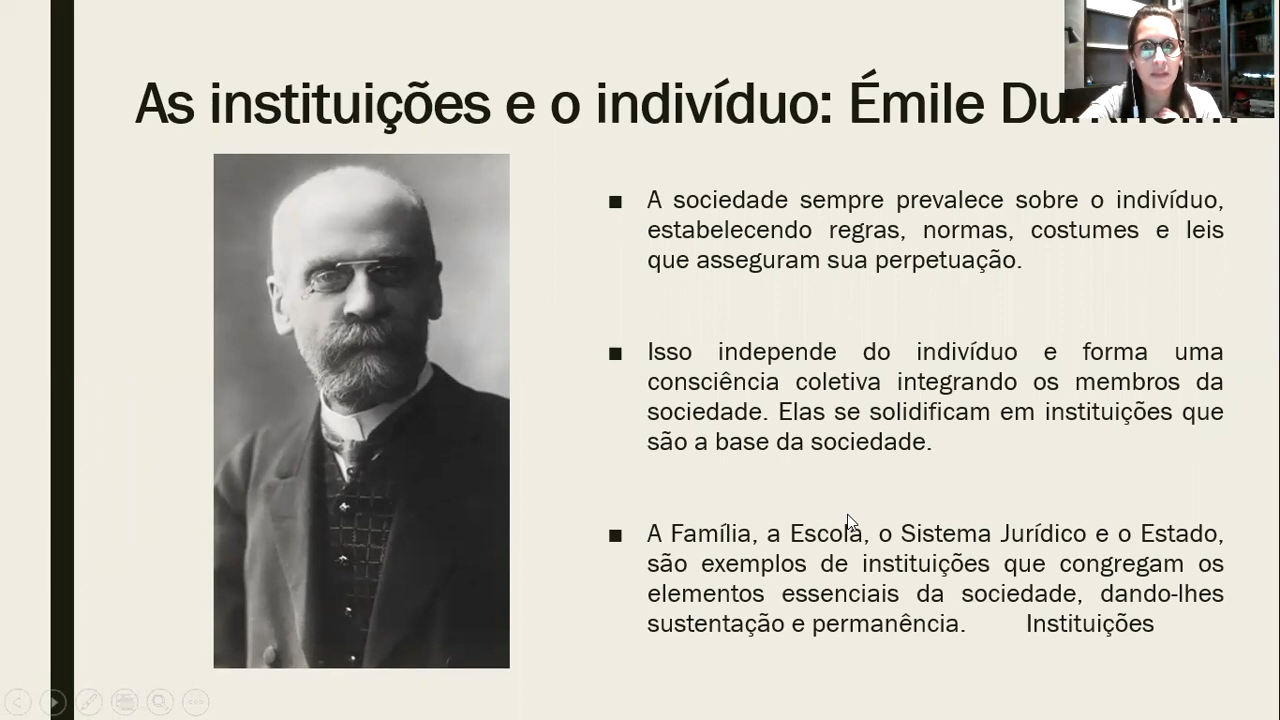 As instituições e o indivíduo: Émile
A sociedade sempre prevalece sobre o indivíduo,
estabelecendo regras, normas, costumes e leis
que asseguram sua perpetuação.
Isso independe do indivíduo e forma uma
consciência coletiva integrando os membros da
sociedade. Elas se solidificam em instituições que
são a base da sociedade.
A Família, a Escola, o Sistema Jurídico e o Estado,
são exemplos de instituições que congregam os
elementos essenciais da sociedade, dando-lhes
sustentação e permanência. Instituições